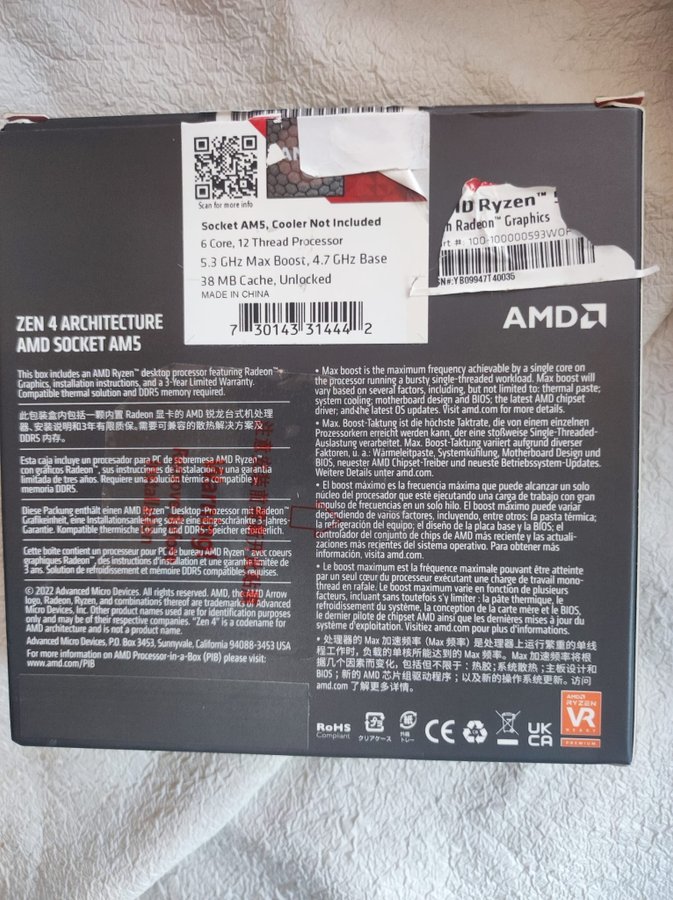 Scan for more info
Socket AM5, Cooler Not Included
6 Core, 12 Thread Processor
5.3 GHz Max Boost, 4.7 GHz Base
38 MB Cache, Unlocked
MADE IN CHINA
7 30143 31444 2
Ryzen™
Radeon™ Graphics
#: 100-100000593WOF
SN#:YB09947T40035
AMD
ZEN 4 ARCHITECTURE
AMD SOCKET AM5
This box includes an AMD Ryzen™ desktop processor featuring Radeon™
Graphics, installation instructions, and a 3-Year Limited Warranty.
Compatible thermal solution and DDR5 memory required.
此包装盒内包括一颗内置 Radeon 显卡的 AMD 锐龙台式机处理
器、安装说明和3年有限质保。需要可兼容的散热解决方案及
DDR5 内存。
Esta caja incluye un procesador para PC de sobremesa AMD Ryzen™
con gráficos Radeon™, sus instrucciones de instalación y una garantía
limitada de tres años. Requiere una solución térmica compatible y
memoria DDR5.
Diese Packung enthält einen AMD Ryzen™ Desktop-Prozessor mit Radeon™
Grafikeinheit, eine Installationsanleitung sowie eine eingeschränkte 3-Jahres
Garantie. Kompatible thermische Lösung und DDR5-Speicher erforderlich.
Cette boîte contient un processeur pour PC de bureau AMD Ryzen™ avec coeurs
graphiques Radeon™, des instructions d'installation et une garantie limitée de
3 ans. Solution de refroidissement et mémoire DDR5 compatibles requises.
© 2022 Advanced Micro Devices. All rights reserved. AMD, the AMD Arrow
logo, Radeon, Ryzen, and combinations thereof are trademarks of Advanced
Micro Devices, Inc. Other product names used are for identification purposes
only and may be of their respective companies. "Zen 4" is a codename for
AMD architecture and is not a product name.
Advanced Micro Devices, P.O. Box 3453, Sunnyvale, California 94088-3453 USA
For more information on AMD Processor-in-a-Box (PIB) please visit:
www.amd.com/PIB
• Max boost is the maximum frequency achievable by a single core on
the processor running a bursty single-threaded workload. Max boost will
vary based on several factors, including, but not limited to: thermal paste;
system cooling; motherboard design and BIOS; the latest AMD chipset
driver; and the latest OS updates. Visit amd.com for more details.
• Max. Boost-Taktung ist die höchste Taktrate, die von einem einzelnen
Prozessorkern erreicht werden kann, der eine stoßweise Single-Thread-
Auslastung verarbeitet. Max. Boost-Taktung variiert aufgrund diverser
Faktoren, u. a.: Wärmeleitpaste, Systemkühlung, Motherboard Design und
BIOS, neuester AMD Chipset-Treiber und neueste Betriebssystem-Updates.
Weitere Details unter amd.com.
• El boost máximo es la frecuencia máxima que puede alcanzar un solo
núcleo del procesador que esté ejecutando una carga de trabajo con gran
impulso de frecuencias en un solo hilo. El boost máximo puede variar
dependiendo de varios factores, incluyendo, entre otros: la pasta térmica;
la refrigeración del equipo; el diseño de la placa base y la BIOS; el
controlador del conjunto de chips de AMD más reciente y las actuali-
zaciones más recientes del sistema operativo. Para obtener más
información, visita amd.com.
• Le boost maximum est la fréquence maximale pouvant être atteinte
par un seul cœur du processeur exécutant une charge de travail mono-
thread en rafale. Le boost maximum varie en fonction de plusieurs
facteurs, incluant sans toutefois s'y limiter : la pâte thermique, le
refroidissement du système, la conception de la carte mère et le BIOS,
le dernier pilote de chipset AMD ainsi que les dernières mises à jour du
système d'exploitation. Visitez amd.com pour plus d'informations.
• 处理器的 Max 加速频率（Max 频率）是处理器上运行繁重的单线
程工作时，负载的单核所能达到的 Max 频率。Max 加速频率将根
据几个因素而变化，包括但不限于：热胶；系统散热；主板设计和
BIOS；新的 AMD 芯片组驱动程序；以及新的操作系统更新。访问
amd.com 了解更多详情。
Warning!
RoHS
Compliant
クリアケース
紙
外箱
トレー
CE
UK
CA
AMD
RYZEN
VR
READY
PREMIUM